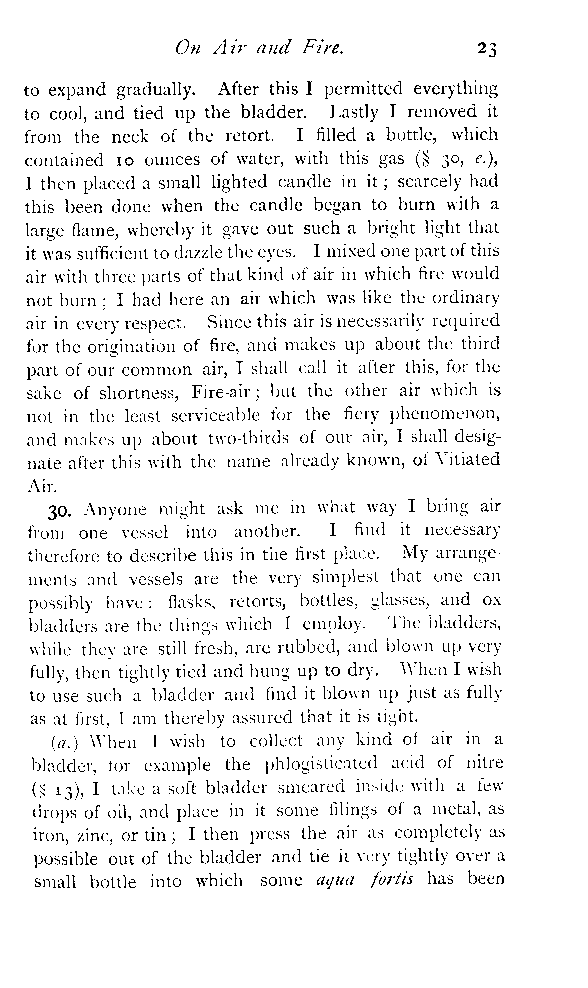 On Air and Fire. 23
to expand gradually. After this I permitted everything
to cool, and tied up the bladder. Lastly I removed it
from the neck of the retort. I filled a bottle, which
contained 10 ounces of water, with this gas (§ 30, e.),
I then placed a small lighted candle in it; scarcely had
this been done when the candle began to burn with a
large flame, whereby it gave out such a bright light that
it was sufficient to dazzle the eyes. I mixed one part of this
air with three parts of that kind of air in which fire would
not burn; I had here an air which was like the ordinary
air in every respect. Since this air is necessarily required
for the origination of fire, and makes up about the third
part of our common air, I shall call it after this, for the
sake of shortness, Fire-air; but the other air which is
not in the least serviceable for the fiery phenomenon,
and makes up about two-thirds of our air, I shall desig-
nate after this with the name already known, of Vitiated
Air.
30. Anyone might ask me in what way I bring air
from one vessel into another. I find it necessary
therefore to describe this in the first place. My arrange-
ments and vessels are the very simplest that one can
possibly have: flasks, retorts, bottles, glasses, and ox
bladders are the things which I employ. The bladders,
while they are still fresh, are rubbed, and blown up very
fully, then tightly tied and hung up to dry. When I wish
to use such a bladder and find it blown up just as fully
as at first, I am thereby assured that it is tight.
(a.) When I wish to collect any kind of air in a
bladder, for example the phlogisticated acid of nitre
(§ 13), I take a soft bladder smeared inside with a few
drops of oil, and place in it some filings of a metal, as
iron, zinc, or tin; I then press the air as completely as
possible out of the bladder and tie it very tightly over a
small bottle into which some aqua fortis has been